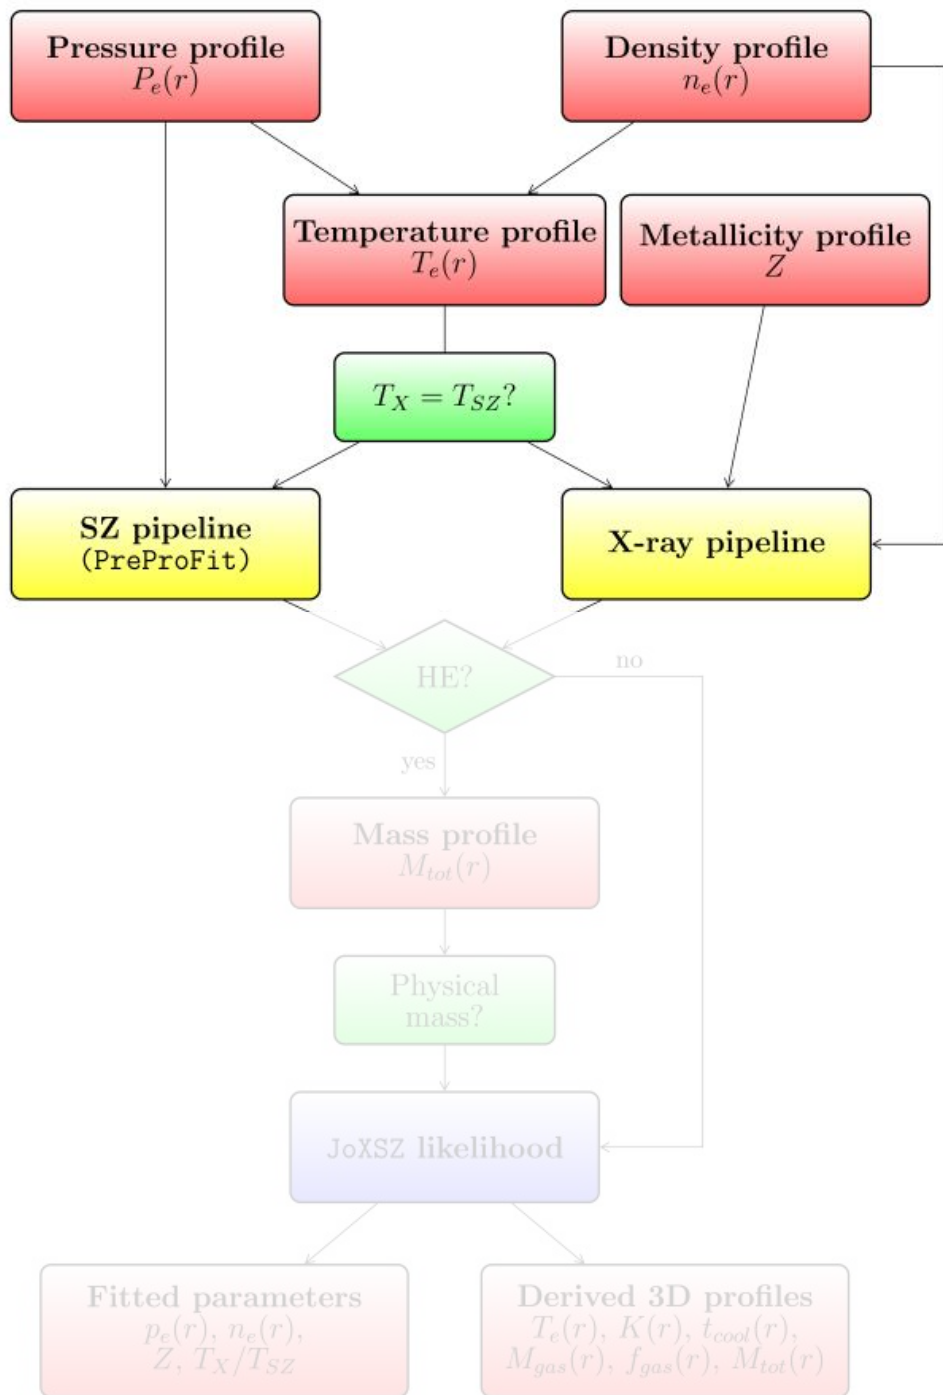 Pressure profile
P_e(r)
Density profile
n_e(r)
Temperature profile
T_e(r)
Metallicity profile
Z
T_X = T_{SZ}?
SZ pipeline
(PreProFit)
X-ray pipeline
HE?
no
yes
Mass profile
M_{tot}(r)
Physical
mass?
JoXSZ likelihood
Fitted parameters
p_e(r), n_e(r),
Z, T_X/T_{SZ}
Derived 3D profiles
T_e(r), K(r), t_{cool}(r),
M_{gas}(r), f_{gas}(r), M_{tot}(r)